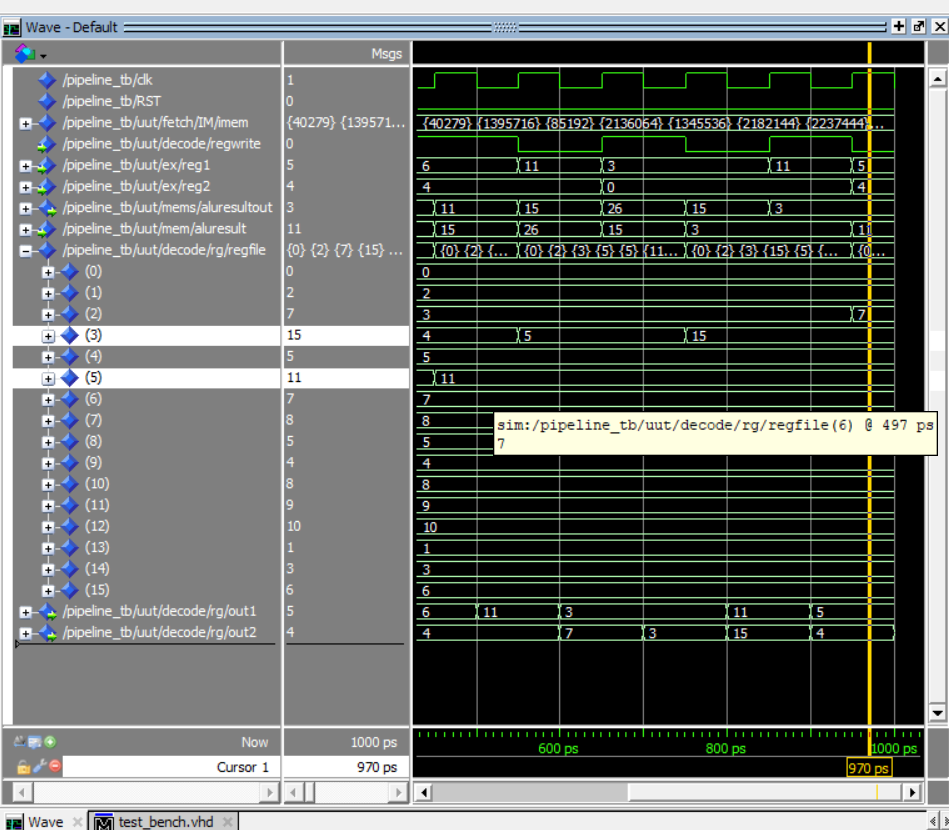 Wave - Default
Msgs
/pipeline_tb/clk 1
/pipeline_tb/RST 0
/pipeline_tb/uut/fetch/IM/imem {40279} {139571... {40279} {1395716} {85192} {2136064} {1345536} {2182144} {2237444}...
/pipeline_tb/uut/decode/regwrite 0
/pipeline_tb/uut/ex/reg1 5 6 11 3 11 5
/pipeline_tb/uut/ex/reg2 4 4 0 4
/pipeline_tb/uut/mems/aluresultout 3 11 15 26 15 3
/pipeline_tb/uut/mem/aluresult 11 15 26 15 3 11
/pipeline_tb/uut/decode/rg/regfile {0} {2} {7} {15} ... {0} {2} {... {0} {2} {3} {5} {5} {11... {0} {2} {3} {15} {5} {... {0...
(0) 0 0
(1) 2 2
(2) 7 3 7
(3) 15 4 5 15
(4) 5 5
(5) 11 11
(6) 7 7
(7) 8 8
sim:/pipeline_tb/uut/decode/rg/regfile(6) @ 497 ps
7
(8) 5 5
(9) 4 4
(10) 8 8
(11) 9 9
(12) 10 10
(13) 1 1
(14) 3 3
(15) 6 6
/pipeline_tb/uut/decode/rg/out1 5 6 11 3 11 5
/pipeline_tb/uut/decode/rg/out2 4 4 7 3 15 4
Now 1000 ps 600 ps 800 ps 1000 ps
Cursor 1 970 ps 970 ps
Wave test_bench.vhd